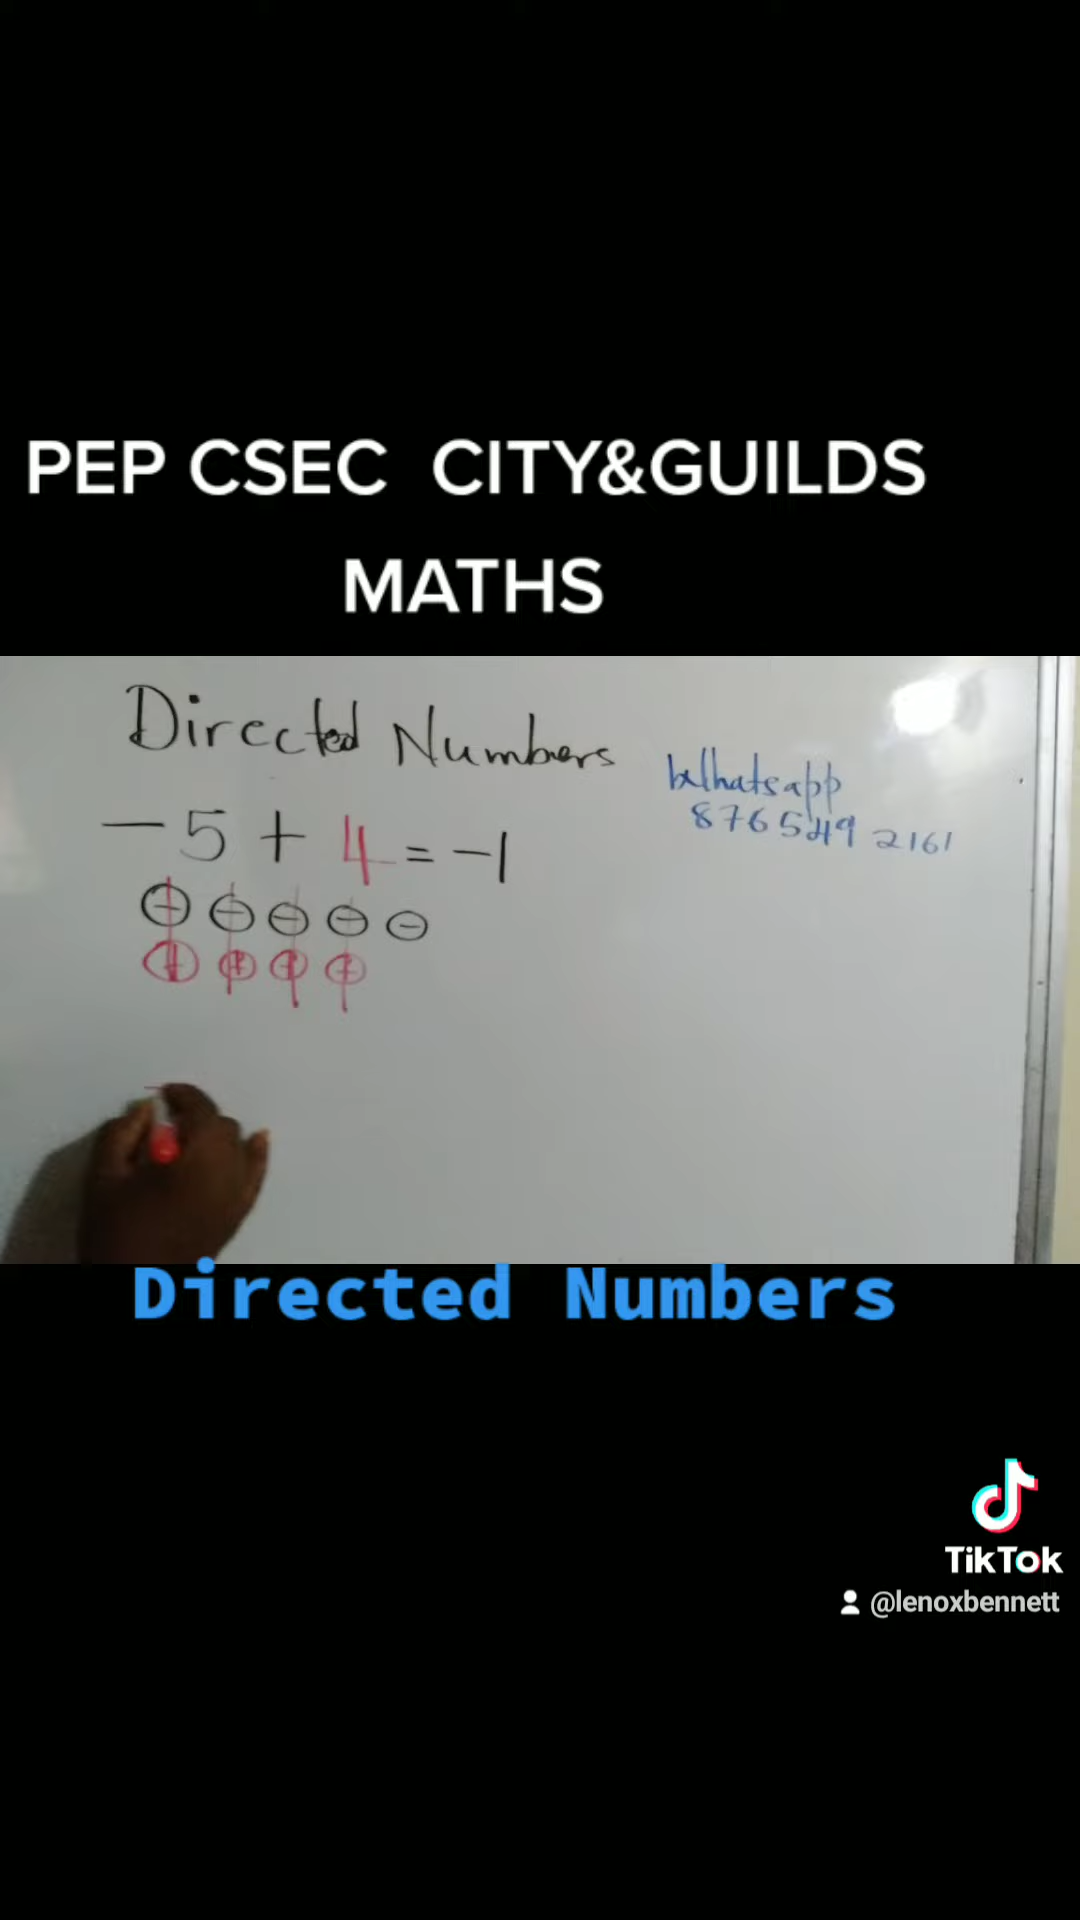 PEP CSEC CITY&GUILDS
MATHS
Directed Numbers
Whatsapp
876 549 2161
-5 + 4 = -1
Directed Numbers
TikTok
@lenoxbennett